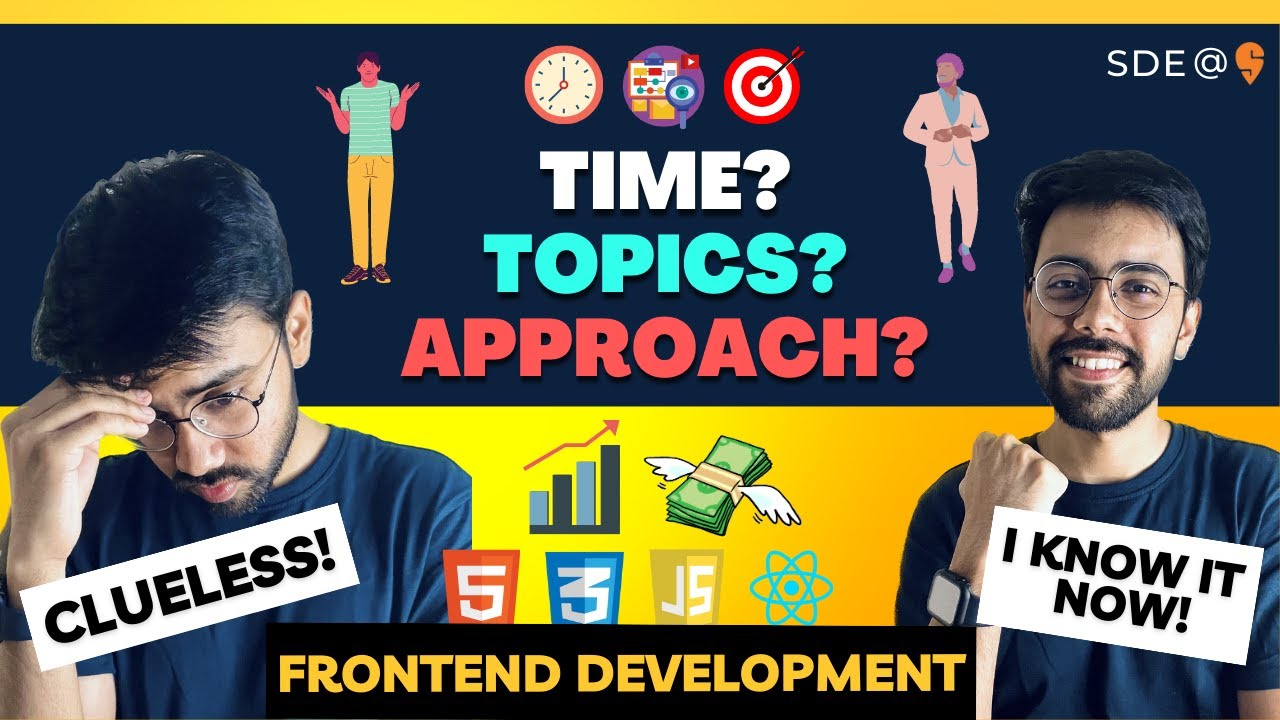 SDE @
TIME?
TOPICS?
APPROACH?
CLUELESS!
I KNOW IT
NOW!
5
3
JS
FRONTEND DEVELOPMENT